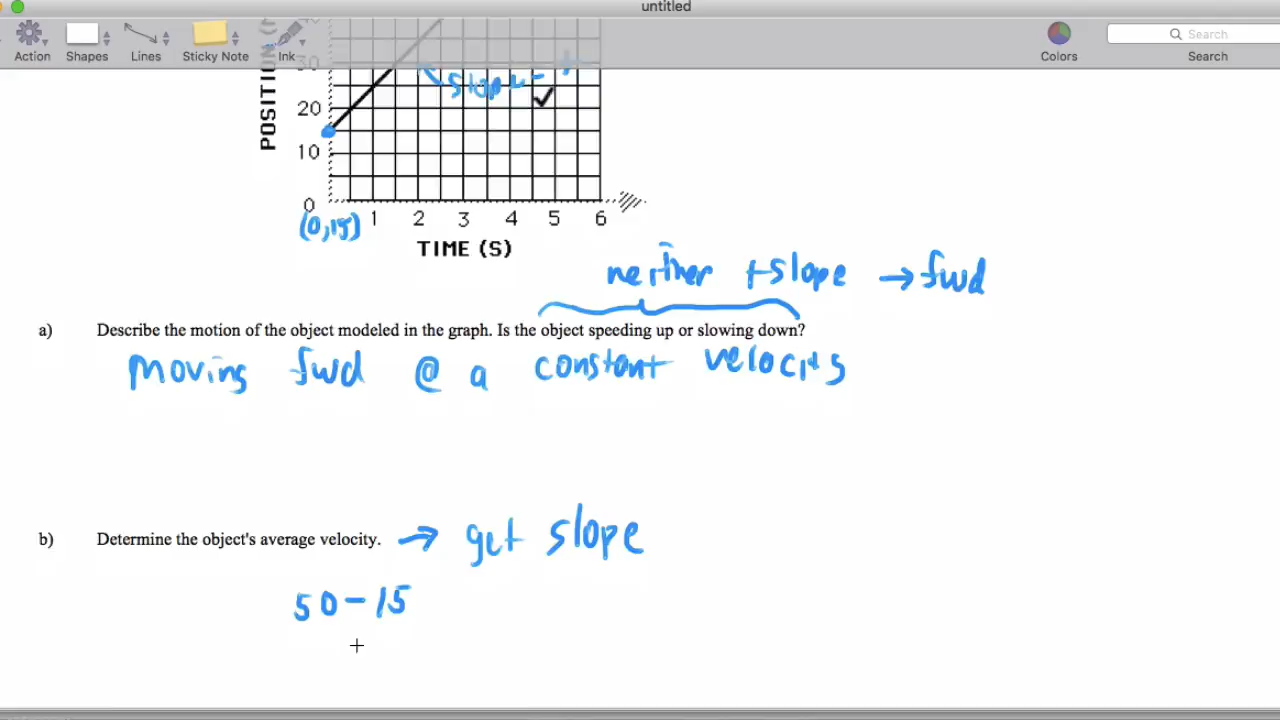 untitled
Action Shapes Lines Sticky Note Ink Colors Search
Search
POSITIO
30
slope = +
20
10
0
(0,15) 1 2 3 4 5 6
TIME (S)
neither +slope → fwd
a) Describe the motion of the object modeled in the graph. Is the object speeding up or slowing down?
Moving fwd @ a constant velocity
b) Determine the object's average velocity. → get slope
50-15